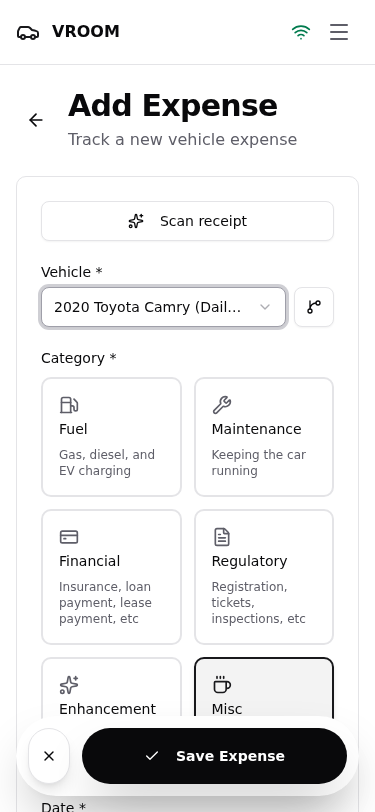 VROOM
Add Expense
Track a new vehicle expense
Scan receipt
Vehicle *
2020 Toyota Camry (Dail...
Category *
Fuel
Gas, diesel, and
EV charging
Maintenance
Keeping the car
running
Financial
Insurance, loan
payment, lease
payment, etc
Regulatory
Registration,
tickets,
inspections, etc
Enhancement
Misc
Save Expense
Date *